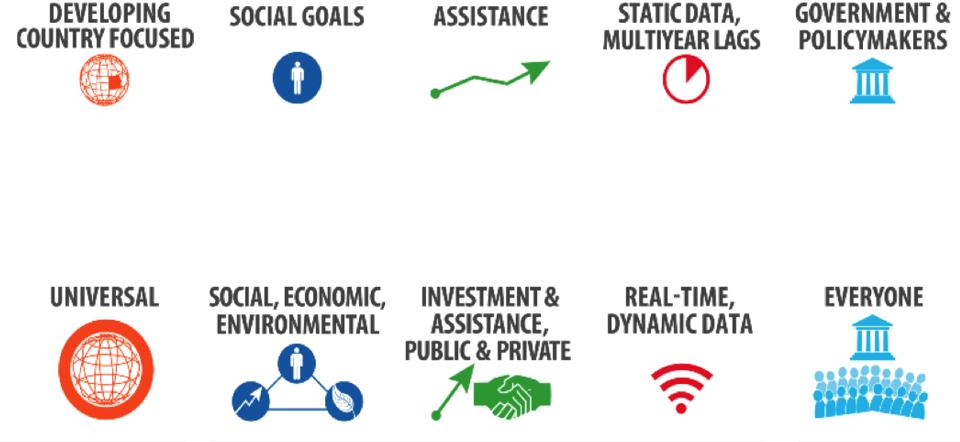 DEVELOPING
COUNTRY FOCUSED
SOCIAL GOALS
ASSISTANCE
STATIC DATA,
MULTIYEAR LAGS
GOVERNMENT &
POLICYMAKERS
UNIVERSAL
SOCIAL, ECONOMIC,
ENVIRONMENTAL
INVESTMENT &
ASSISTANCE,
PUBLIC & PRIVATE
REAL-TIME,
DYNAMIC DATA
EVERYONE